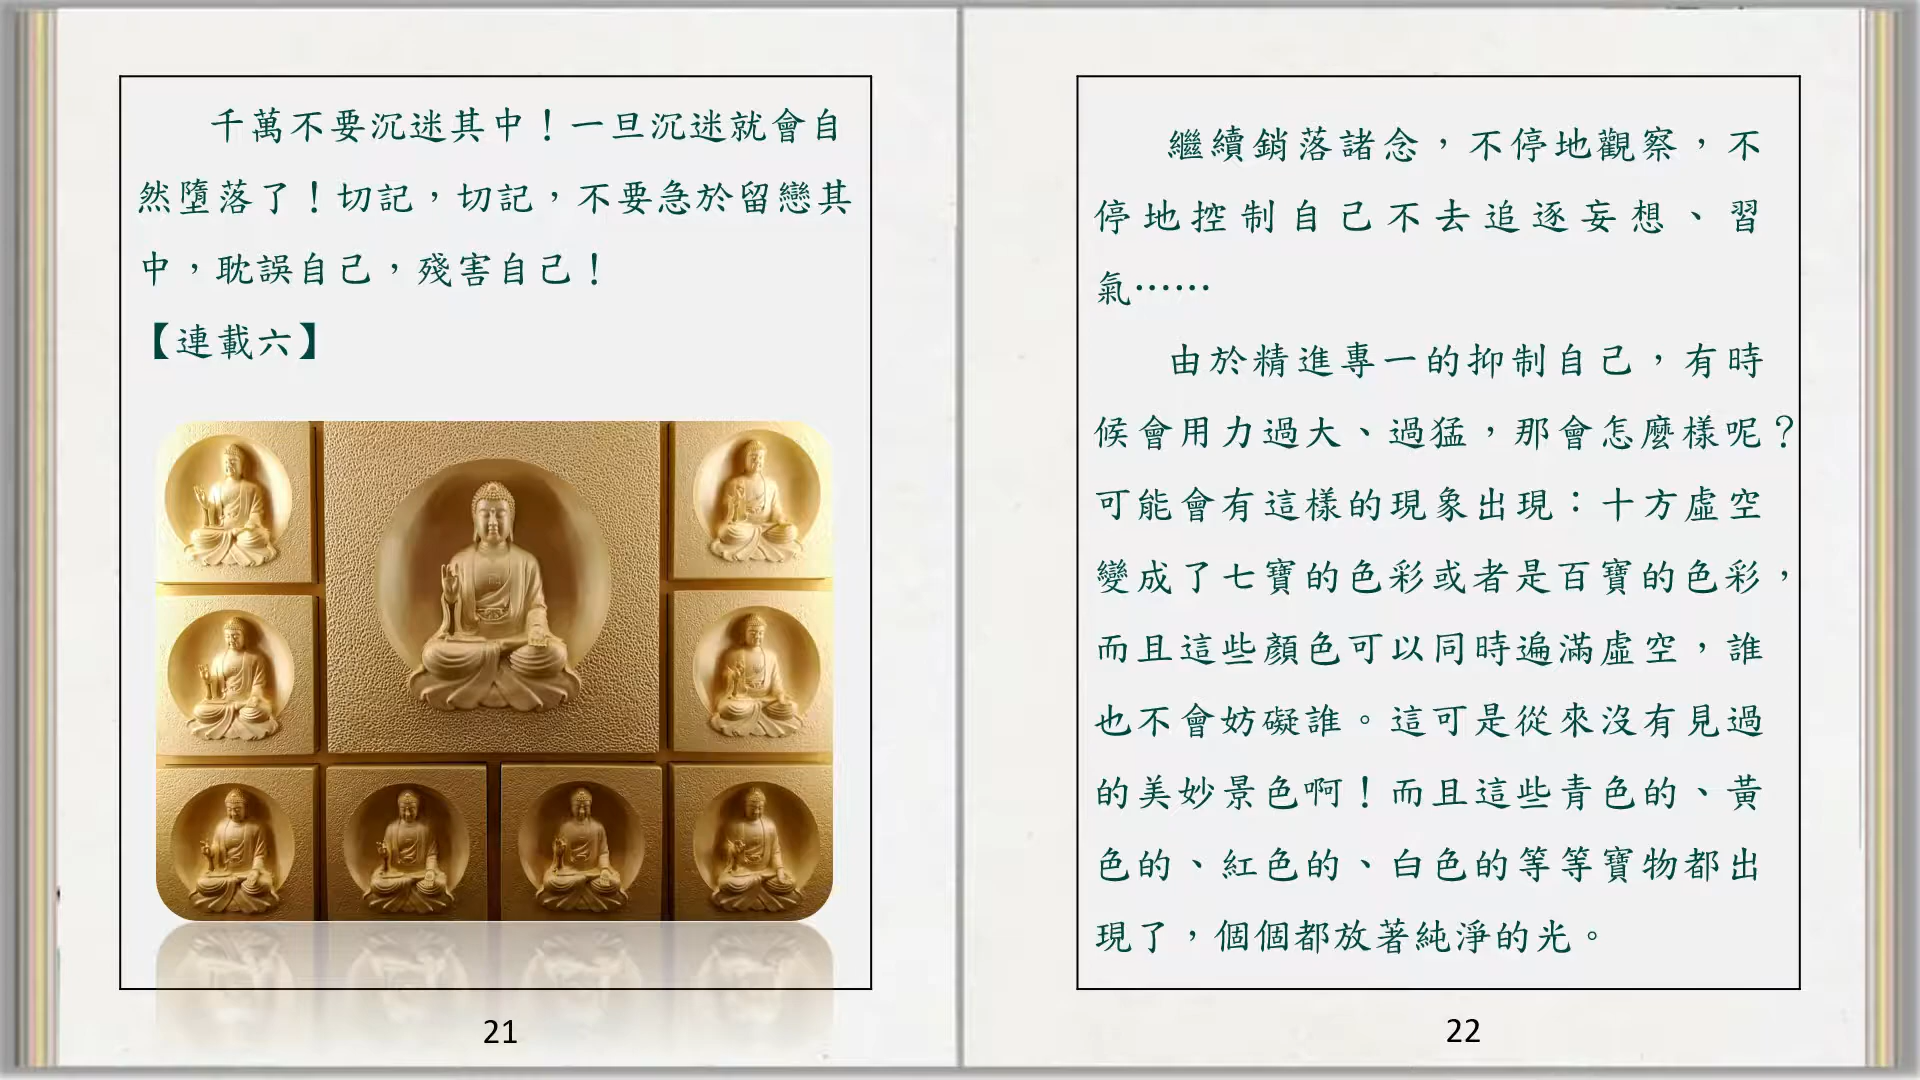 千萬不要沉迷其中！一旦沉迷就會自
然墮落了！切記，切記，不要急於留戀其
中，耽誤自己，殘害自己！
【連載六】
21
繼續銷落諸念，不停地觀察，不
停地控制自己不去追逐妄想、習
氣⋯⋯
由於精進專一的抑制自己，有時
候會用力過大、過猛，那會怎麼樣呢？
可能會有這樣的現象出現：十方虛空
變成了七寶的色彩或者是百寶的色彩，
而且這些顏色可以同時遍滿虛空，誰
也不會妨礙誰。這可是從來沒有見過
的美妙景色啊！而且這些青色的、黃
色的、紅色的、白色的等等寶物都出
現了，個個都放著純淨的光。
22